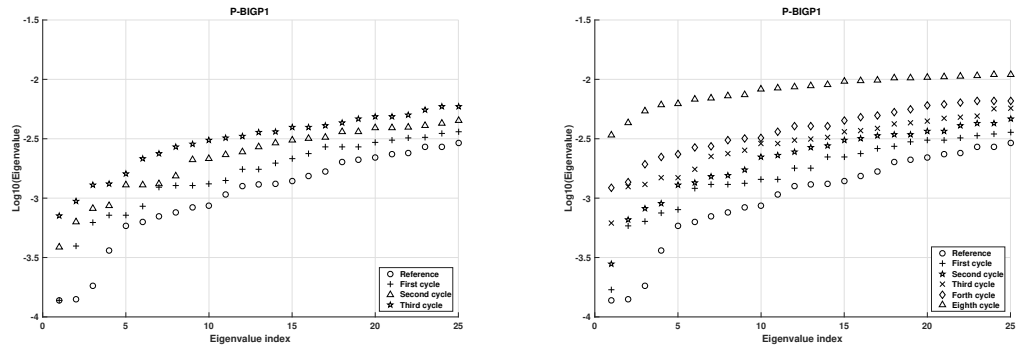 P-BIGP1
-1.5
-2
-2.5
-3
-3.5
-4
Log10(Eigenvalue)
0 5 10 15 20 25
Eigenvalue index
Reference
First cycle
Second cycle
Third cycle
P-BIGP1
-1.5
-2
-2.5
-3
-3.5
-4
Log10(Eigenvalue)
0 5 10 15 20 25
Eigenvalue index
Reference
First cycle
Second cycle
Third cycle
Forth cycle
Eighth cycle